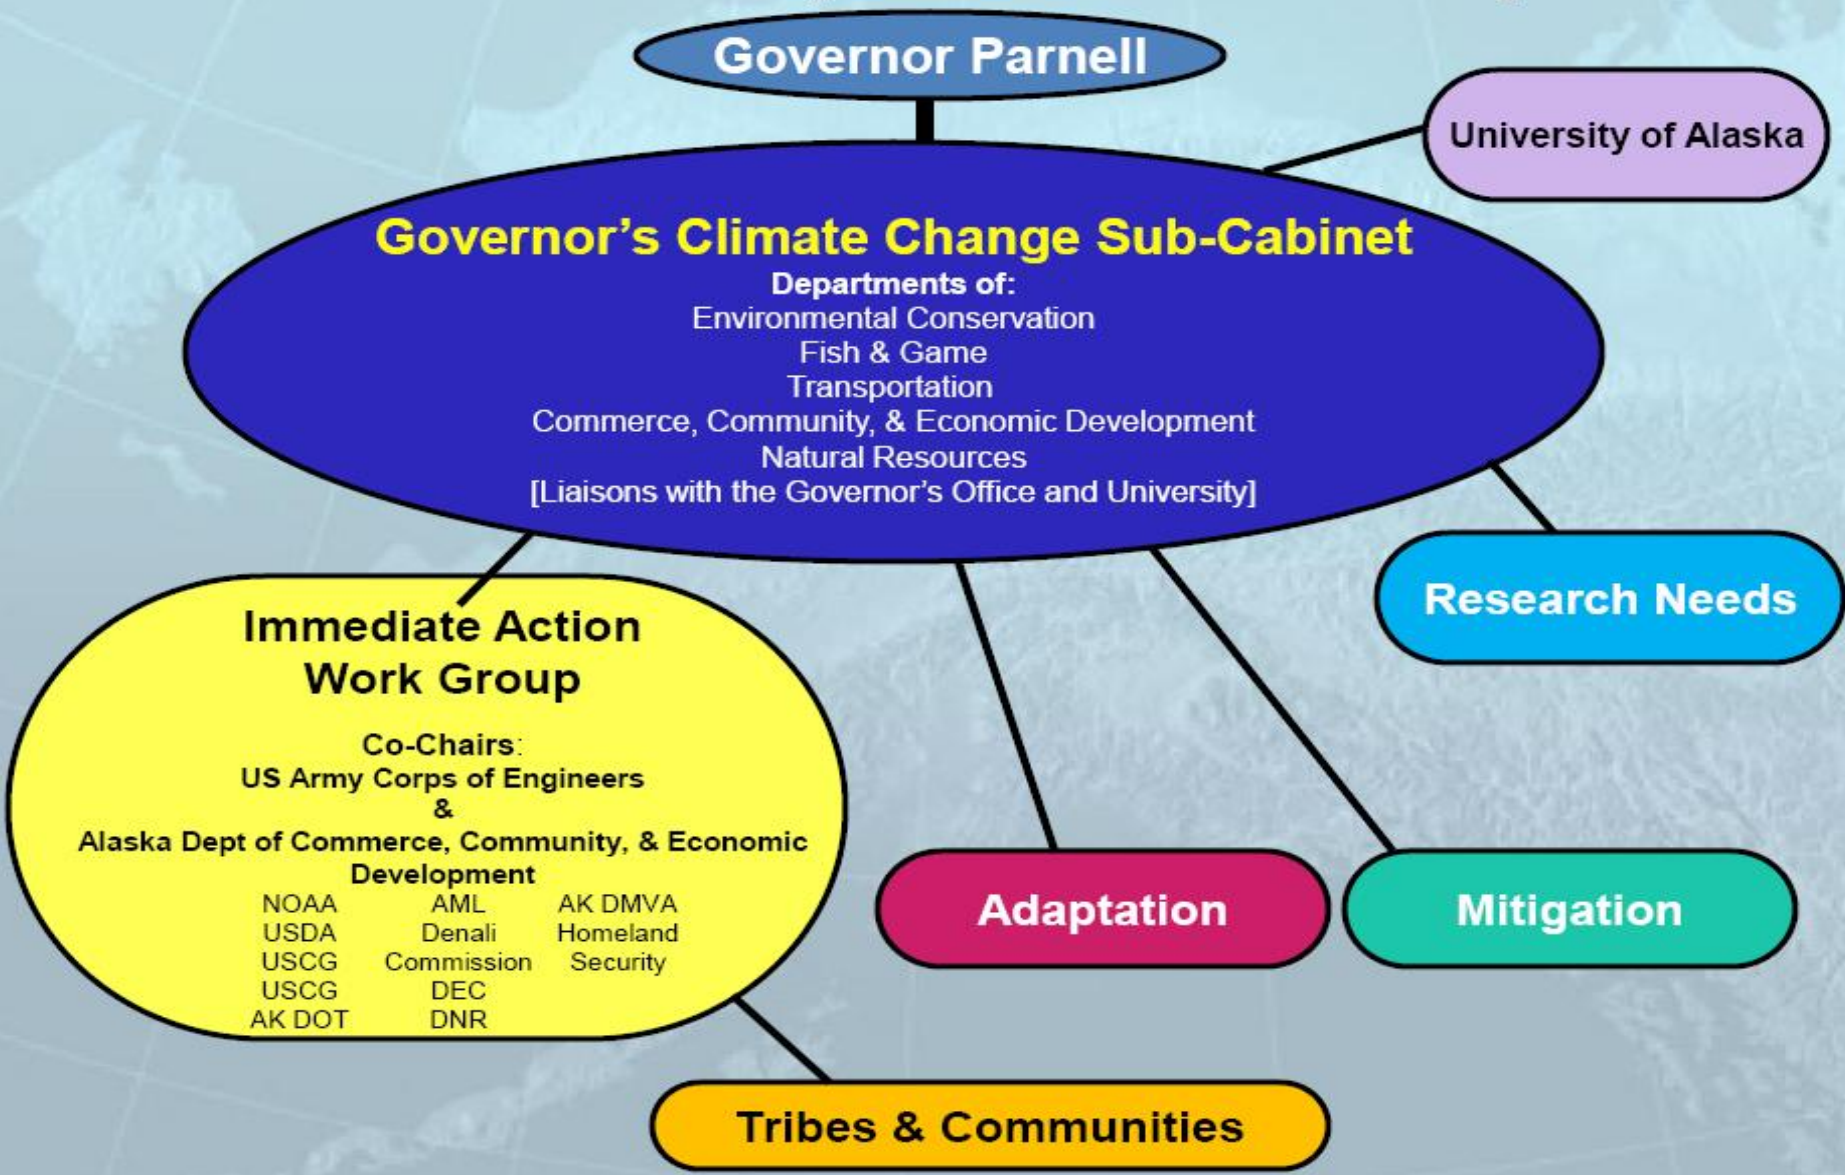 Governor Parnell
University of Alaska
Governor's Climate Change Sub-Cabinet
Departments of:
Environmental Conservation
Fish & Game
Transportation
Commerce, Community, & Economic Development
Natural Resources
[Liaisons with the Governor's Office and University]
Immediate Action
Work Group
Co-Chairs:
US Army Corps of Engineers
&
Alaska Dept of Commerce, Community, & Economic
Development
NOAA AML AK DMVA
USDA Denali Homeland
USCG Commission Security
USCG DEC
AK DOT DNR
Research Needs
Adaptation
Mitigation
Tribes & Communities